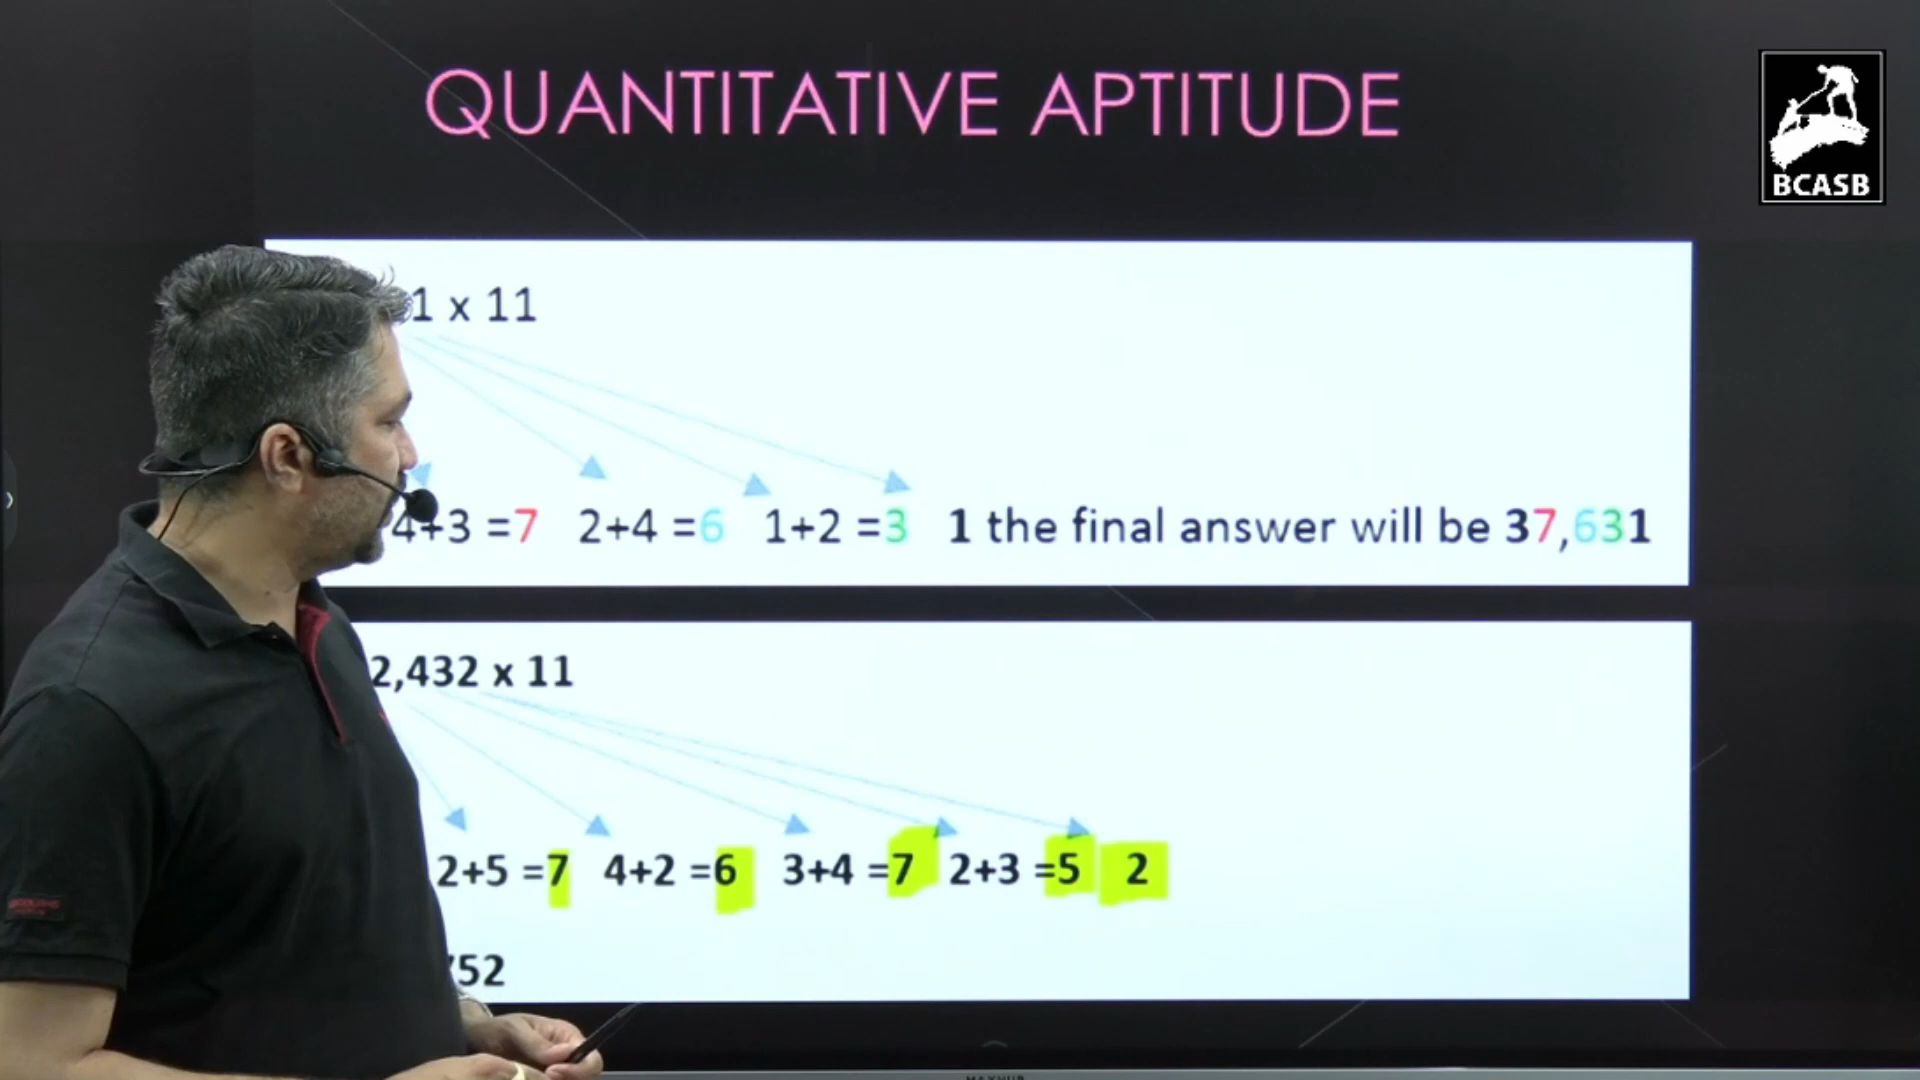 QUANTITATIVE APTITUDE
BCASB
1 x 11
4+3 =7 2+4 =6 1+2 =3 1 the final answer will be 37,631
2,432 x 11
2+5 =7 4+2 =6 3+4 =7 2+3 =5 2
52